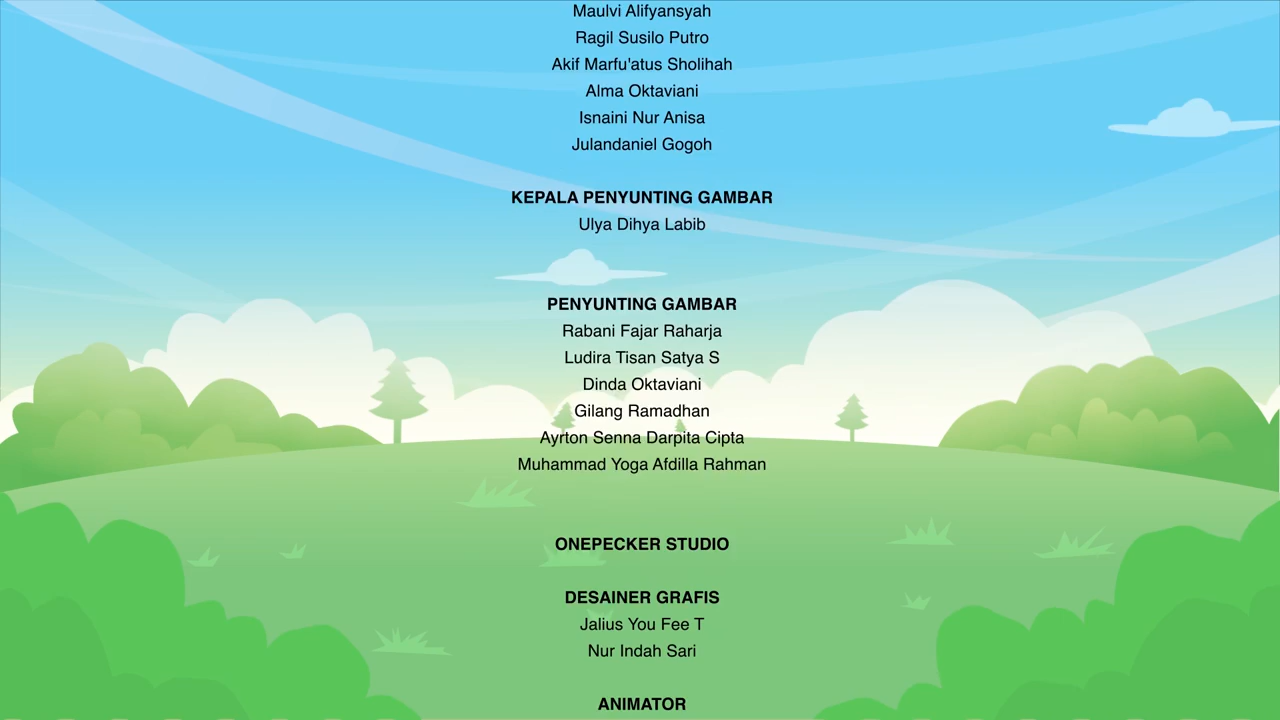 Maulvi Alifyansyah
Ragil Susilo Putro
Akif Marfu'atus Sholihah
Alma Oktaviani
Isnaini Nur Anisa
Julandaniel Gogoh
KEPALA PENYUNTING GAMBAR
Ulya Dihya Labib
PENYUNTING GAMBAR
Rabani Fajar Raharja
Ludira Tisan Satya S
Dinda Oktaviani
Gilang Ramadhan
Ayrton Senna Darpita Cipta
Muhammad Yoga Afdilla Rahman
ONEPECKER STUDIO
DESAINER GRAFIS
Jalius You Fee T
Nur Indah Sari
ANIMATOR